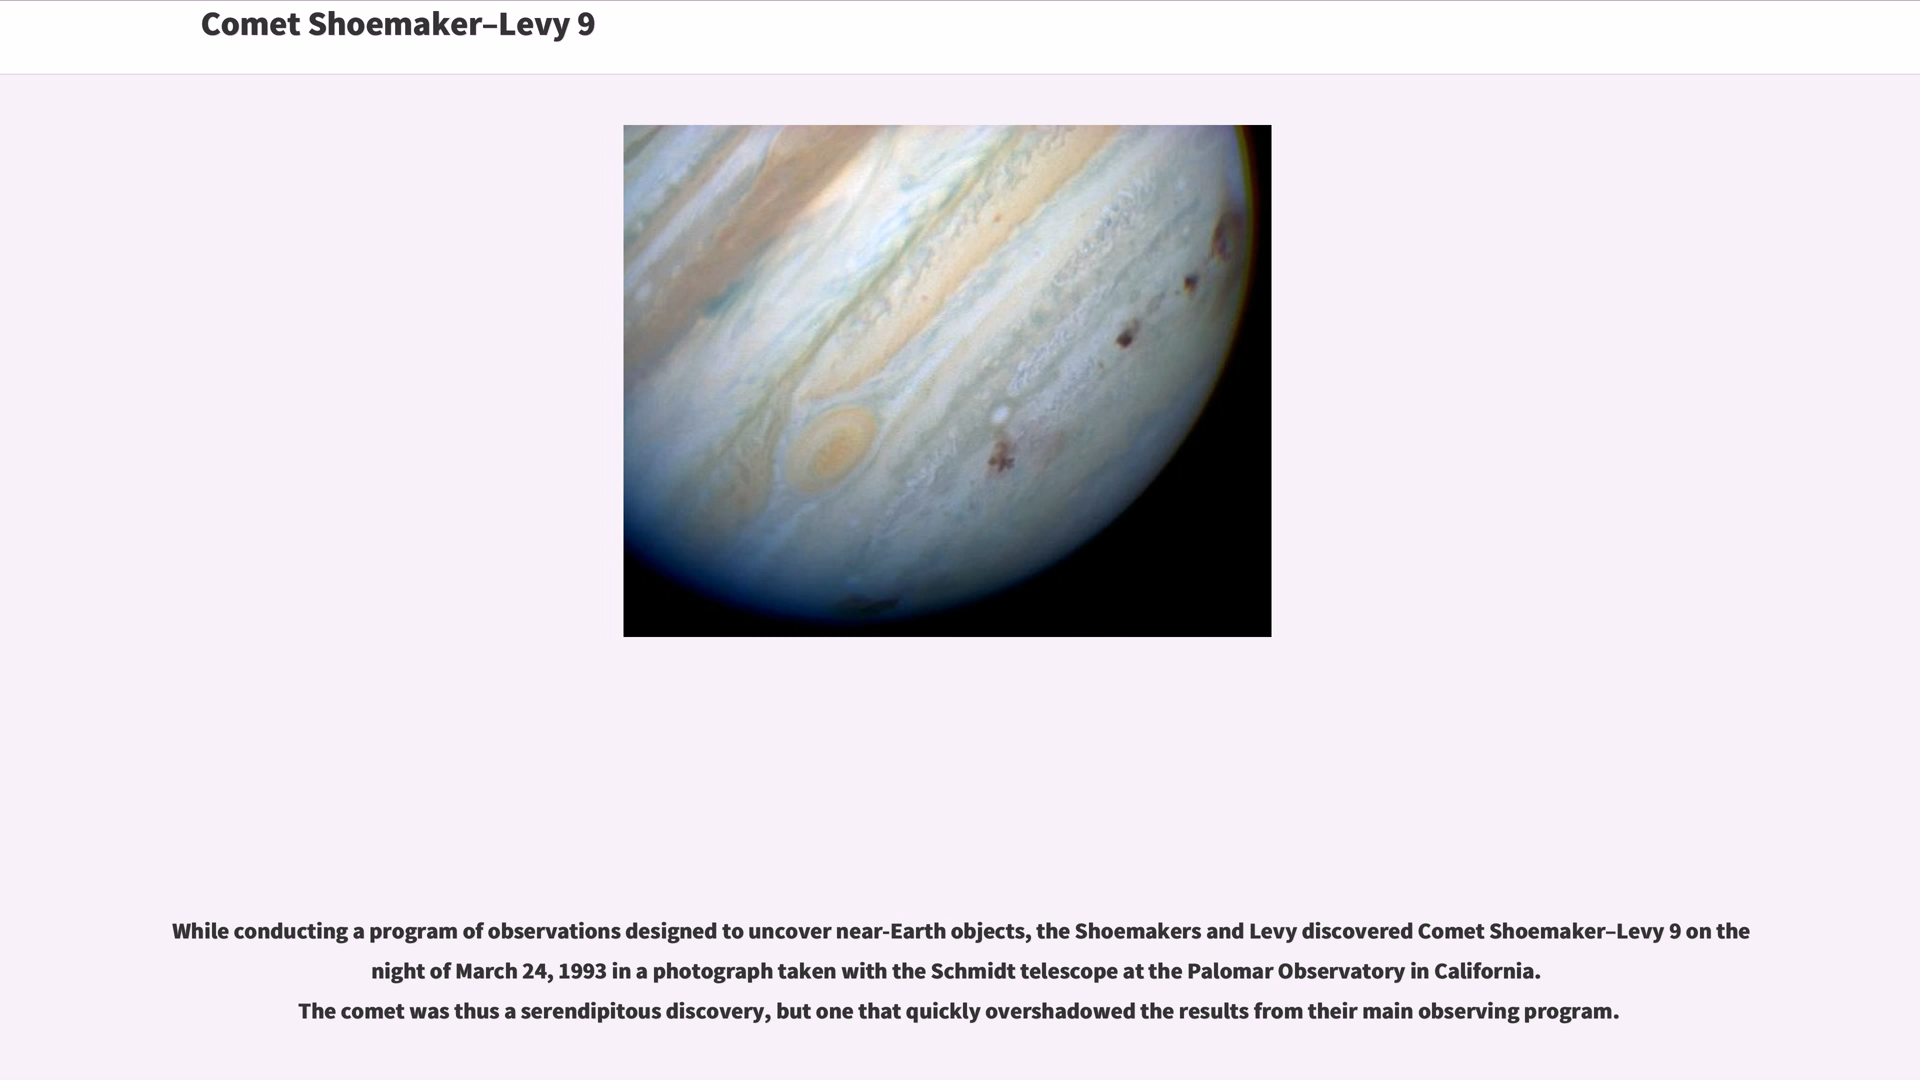 Comet Shoemaker–Levy 9
While conducting a program of observations designed to uncover near-Earth objects, the Shoemakers and Levy discovered Comet Shoemaker–Levy 9 on the
night of March 24, 1993 in a photograph taken with the Schmidt telescope at the Palomar Observatory in California.
The comet was thus a serendipitous discovery, but one that quickly overshadowed the results from their main observing program.